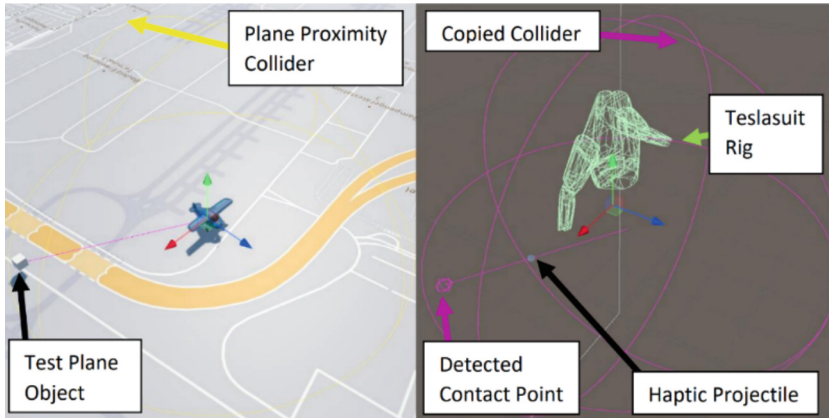 Plane Proximity
Collider
Test Plane
Object
Copied Collider
Teslasuit
Rig
Detected
Contact Point
Haptic Projectile